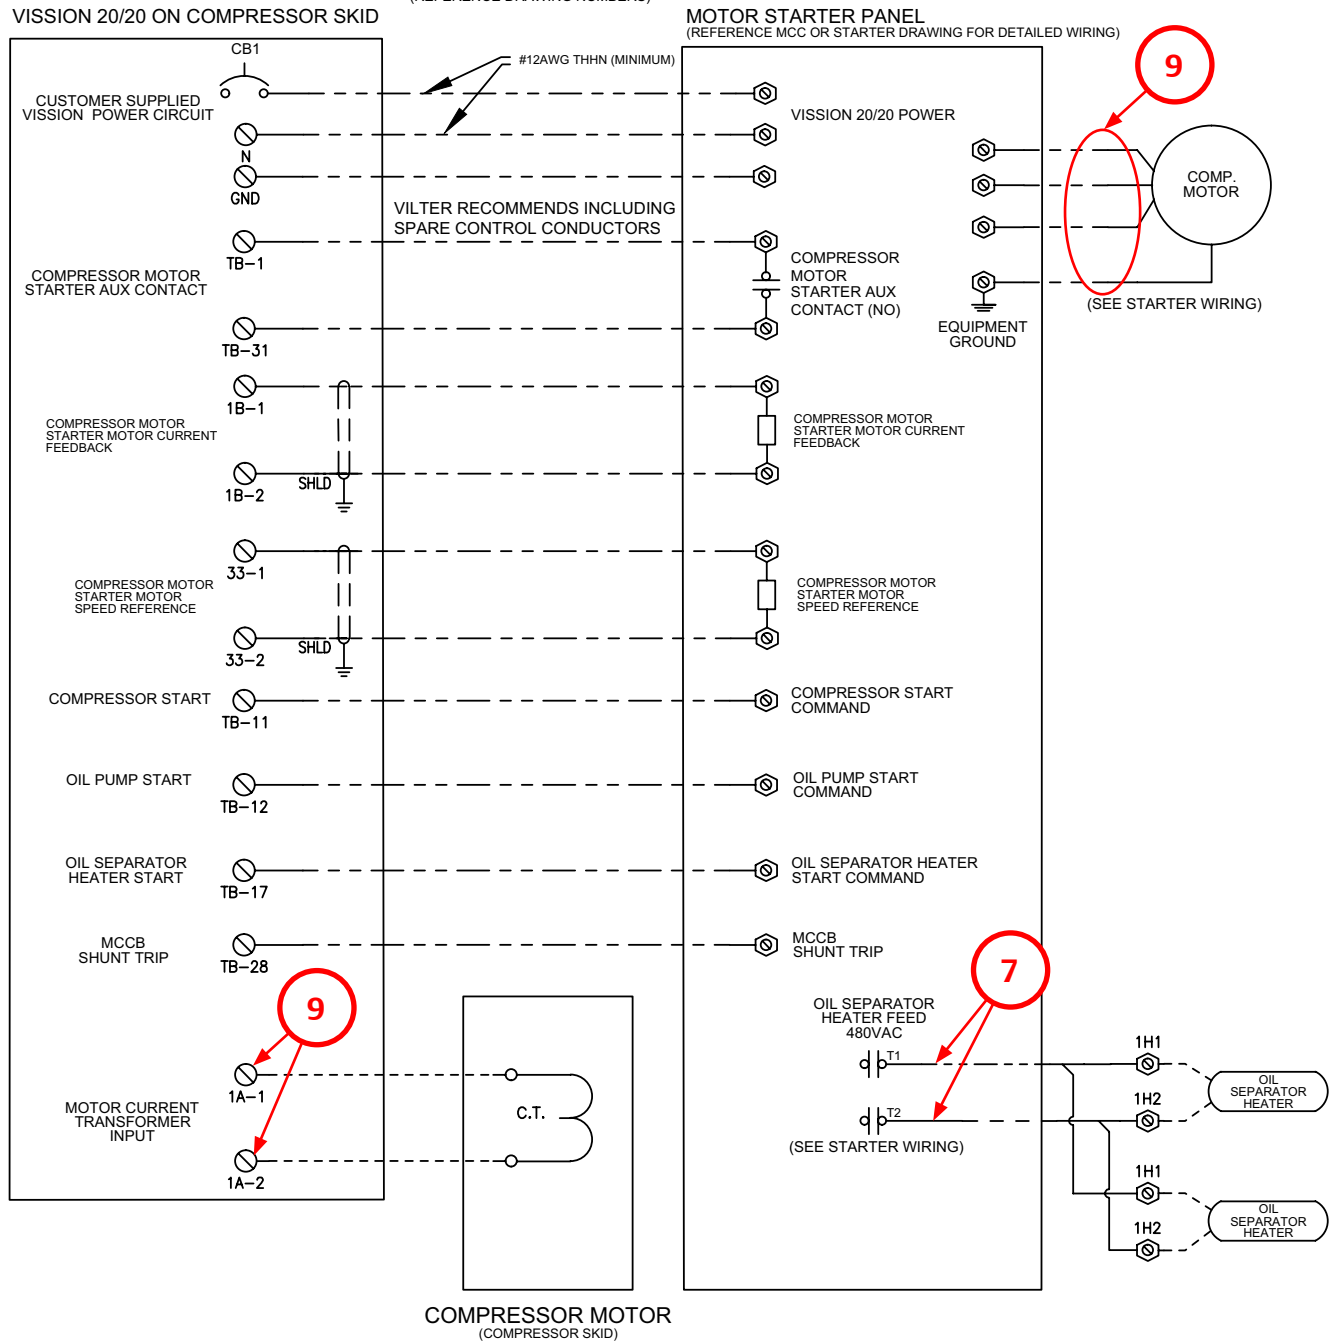 (REFERENCE DRAWING NUMBERS)
VISSION 20/20 ON COMPRESSOR SKID
MOTOR STARTER PANEL
(REFERENCE MCC OR STARTER DRAWING FOR DETAILED WIRING)
CB1
#12AWG THHN (MINIMUM)
9
CUSTOMER SUPPLIED
VISSION POWER CIRCUIT
VISSION 20/20 POWER
N
GND
COMP.
MOTOR
VILTER RECOMMENDS INCLUDING
SPARE CONTROL CONDUCTORS
TB-1
COMPRESSOR MOTOR
STARTER AUX CONTACT
COMPRESSOR
MOTOR
STARTER AUX
CONTACT (NO)
(SEE STARTER WIRING)
EQUIPMENT
GROUND
TB-31
1B-1
COMPRESSOR MOTOR
STARTER MOTOR CURRENT
FEEDBACK
COMPRESSOR MOTOR
STARTER MOTOR CURRENT
FEEDBACK
1B-2
SHLD
33-1
COMPRESSOR MOTOR
STARTER MOTOR
SPEED REFERENCE
COMPRESSOR MOTOR
STARTER MOTOR
SPEED REFERENCE
33-2
SHLD
COMPRESSOR START
TB-11
COMPRESSOR START
COMMAND
OIL PUMP START
TB-12
OIL PUMP START
COMMAND
OIL SEPARATOR
HEATER START
TB-17
OIL SEPARATOR HEATER
START COMMAND
MCCB
SHUNT TRIP
TB-28
MCCB
SHUNT TRIP
9
7
OIL SEPARATOR
HEATER FEED
480VAC
T1
1H1
1A-1
MOTOR CURRENT
TRANSFORMER
INPUT
C.T.
OIL
SEPARATOR
HEATER
T2
1H2
(SEE STARTER WIRING)
1A-2
1H1
OIL
SEPARATOR
HEATER
1H2
COMPRESSOR MOTOR
(COMPRESSOR SKID)